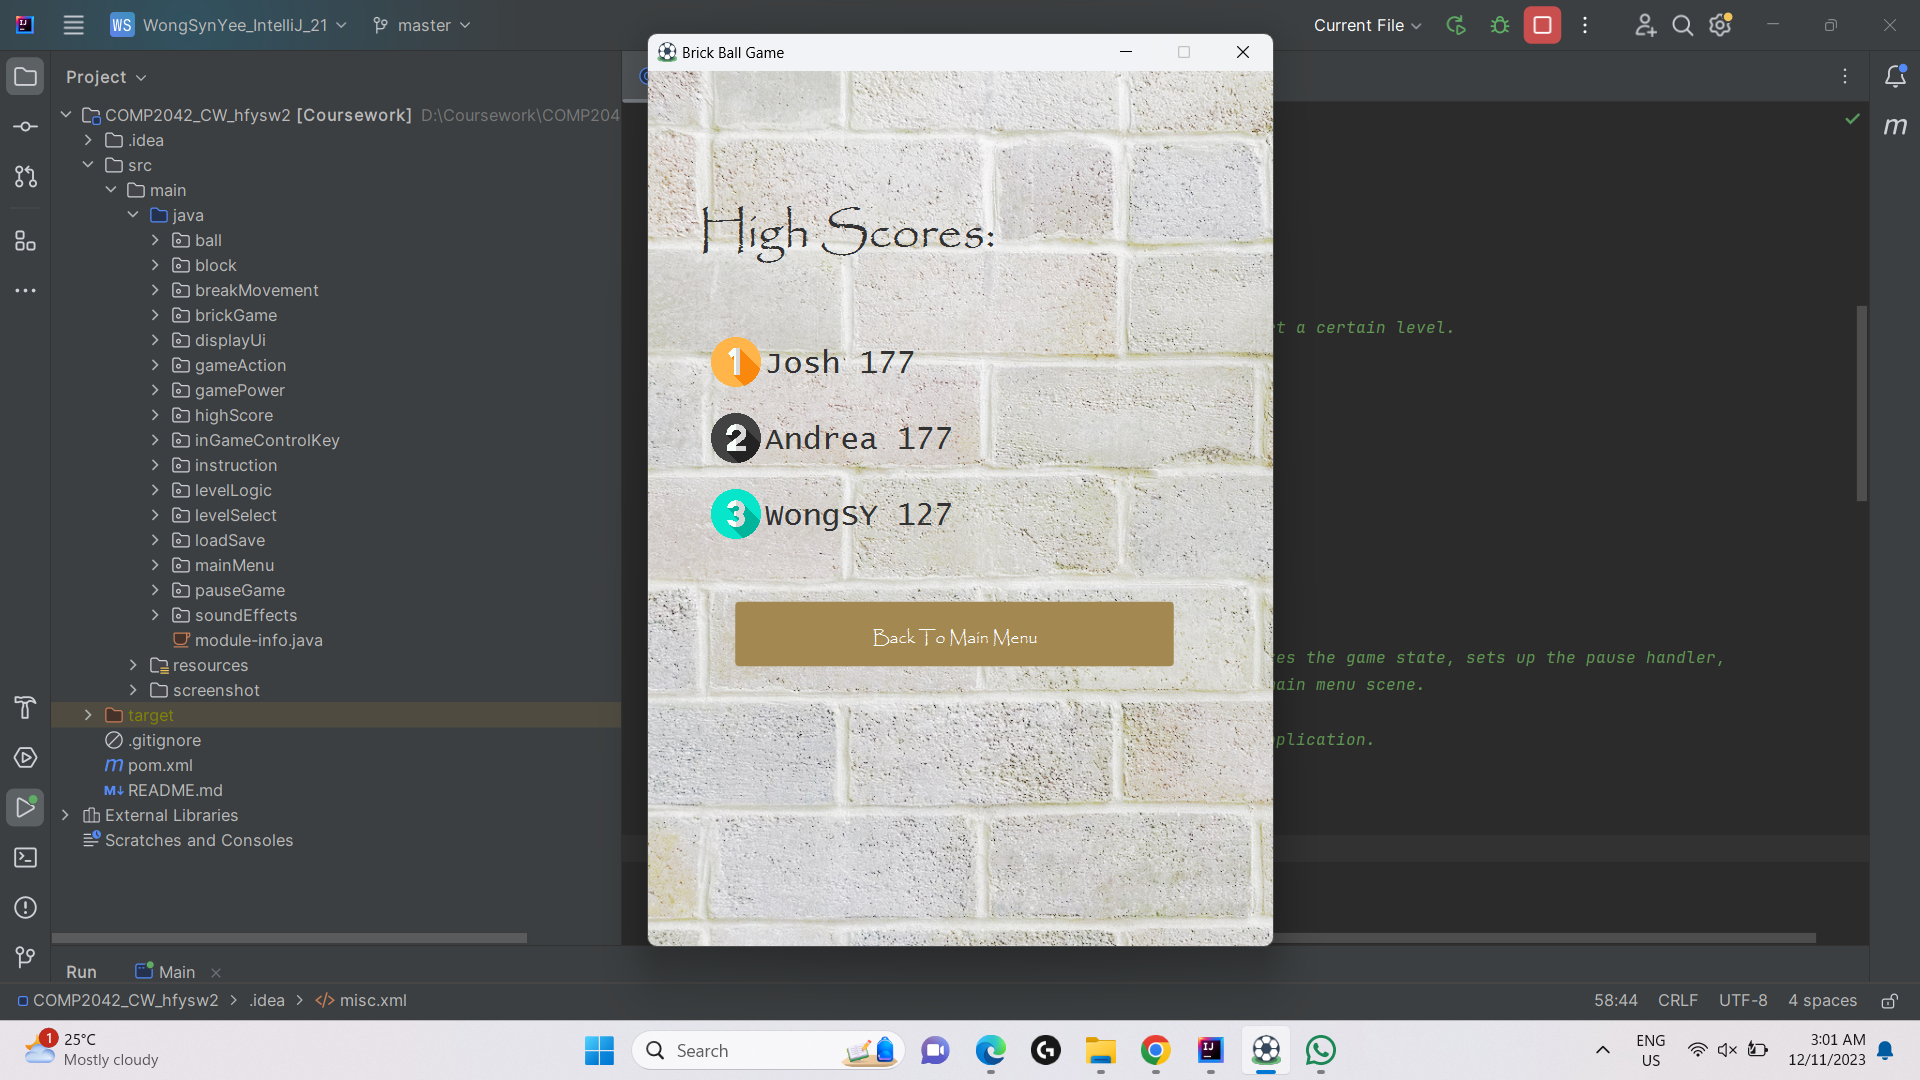 WS WongSynYee_IntelliJ_21 master Current File
Project
COMP2042_CW_hfysw2 [Coursework] D:\Coursework\COMP204
.idea
src
main
java
ball
block
breakMovement
brickGame
displayUi
gameAction
gamePower
highScore
inGameControlKey
instruction
levelLogic
levelSelect
loadSave
mainMenu
pauseGame
soundEffects
module-info.java
resources
screenshot
target
.gitignore
pom.xml
README.md
External Libraries
Scratches and Consoles
Brick Ball Game
High Scores:
1 Josh 177
2 Andrea 177
3 WongSY 127
Back To Main Menu
a certain level.
the game state, sets up the pause handler,
menu scene.
Run Main
COMP2042_CW_hfysw2 > .idea > misc.xml
58:44 CRLF UTF-8 4 spaces
1 25°C
Mostly cloudy
Search
ENG
US
3:01 AM
12/11/2023